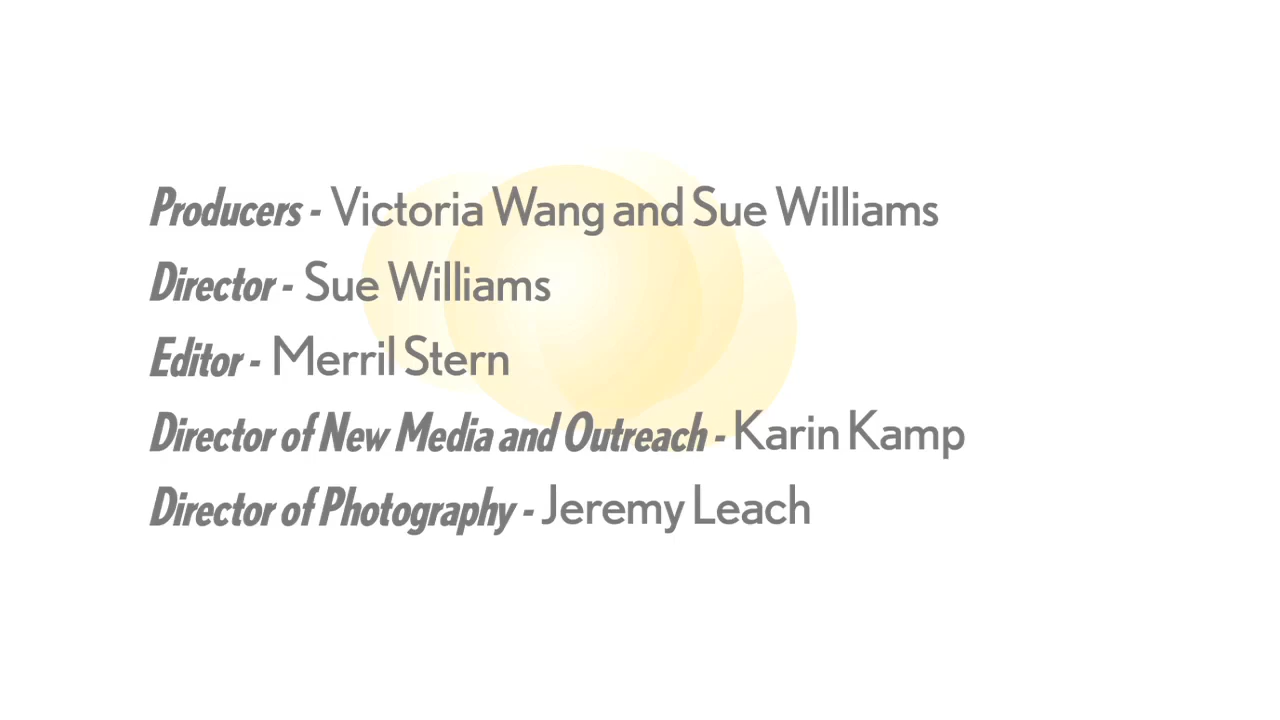 Producers - Victoria Wang and Sue Williams
Director - Sue Williams
Editor - Merril Stern
Director of New Media and Outreach - Karin Kamp
Director of Photography - Jeremy Leach